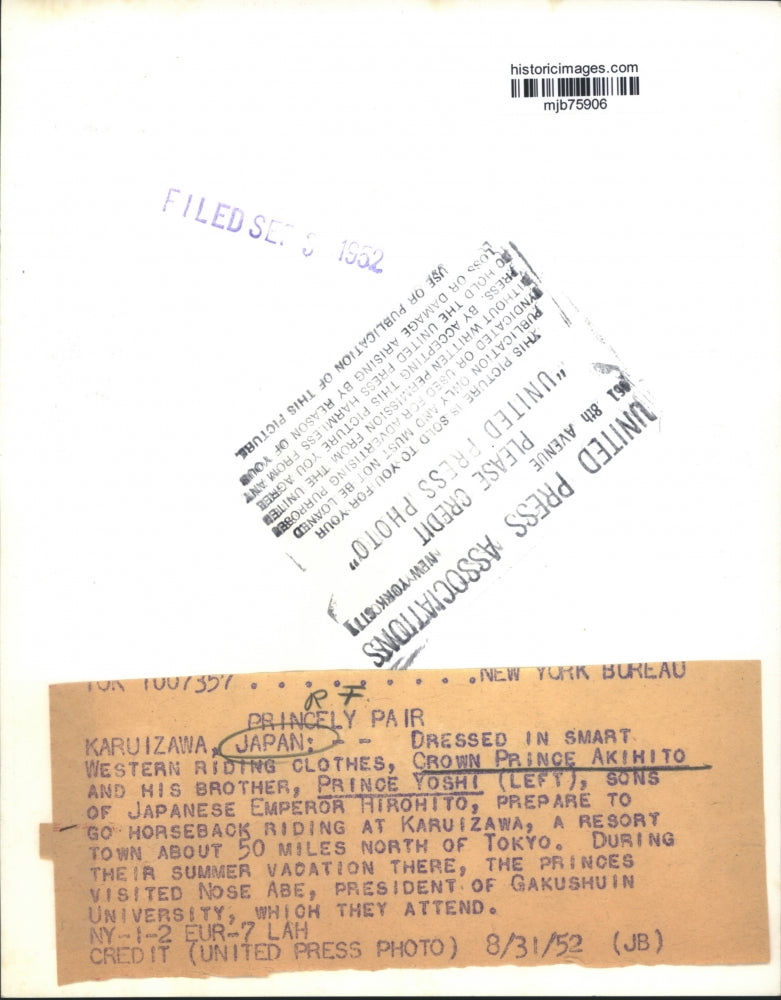 historicimages.com
mjb75906
FILED SEP 3 1952
UNITED PRESS ASSOCIATIONS
461 8th AVENUE NEW YORK CITY
PLEASE CREDIT
"UNITED PRESS PHOTO"
THIS PICTURE IS SOLD TO YOU FOR YOUR
PUBLICATION ONLY AND MUST NOT BE LOANED
SYNDICATED OR USED FOR ADVERTISING PURPOSES
WITHOUT WRITTEN PERMISSION FROM THE UNITED
PRESS. BY ACCEPTING THIS PICTURE YOU AGREE
TO HOLD THE UNITED PRESS HARMLESS FROM ANY
LOSS OR DAMAGE ARISING BY REASON OF YOUR
USE OR PUBLICATION OF THIS PICTURE.
TOK 1007357 . . . . . . . . .NEW YORK BUREAU
R F.
PRINCELY PAIR
KARUIZAWA, JAPAN: - - DRESSED IN SMART
WESTERN RIDING CLOTHES, CROWN PRINCE AKIHITO
AND HIS BROTHER, PRINCE YOSHI (LEFT), SONS
OF JAPANESE EMPEROR HIROHITO, PREPARE TO
GO HORSEBACK RIDING AT KARUIZAWA, A RESORT
TOWN ABOUT 50 MILES NORTH OF TOKYO. DURING
THEIR SUMMER VACATION THERE, THE PRINCES
VISITED NOSE ABE, PRESIDENT OF GAKUSHUIN
UNIVERSITY, WHICH THEY ATTEND.
NY-1-2 EUR-7 LAH
CREDIT (UNITED PRESS PHOTO) 8/31/52 (JB)